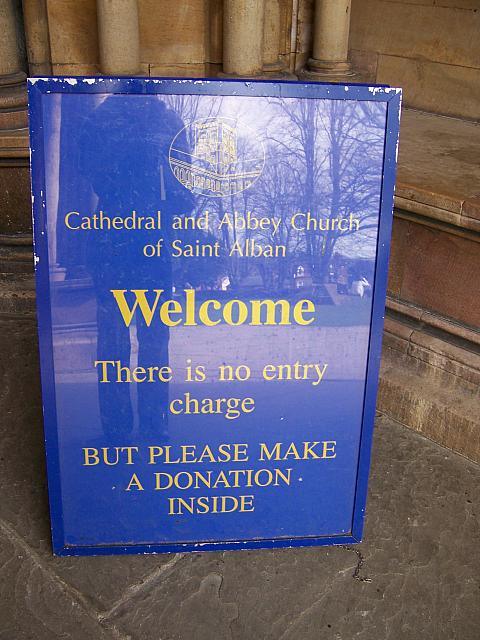 Cathedral and Abbey Church
of Saint Alban
Welcome
There is no entry
charge
BUT PLEASE MAKE
A DONATION
INSIDE